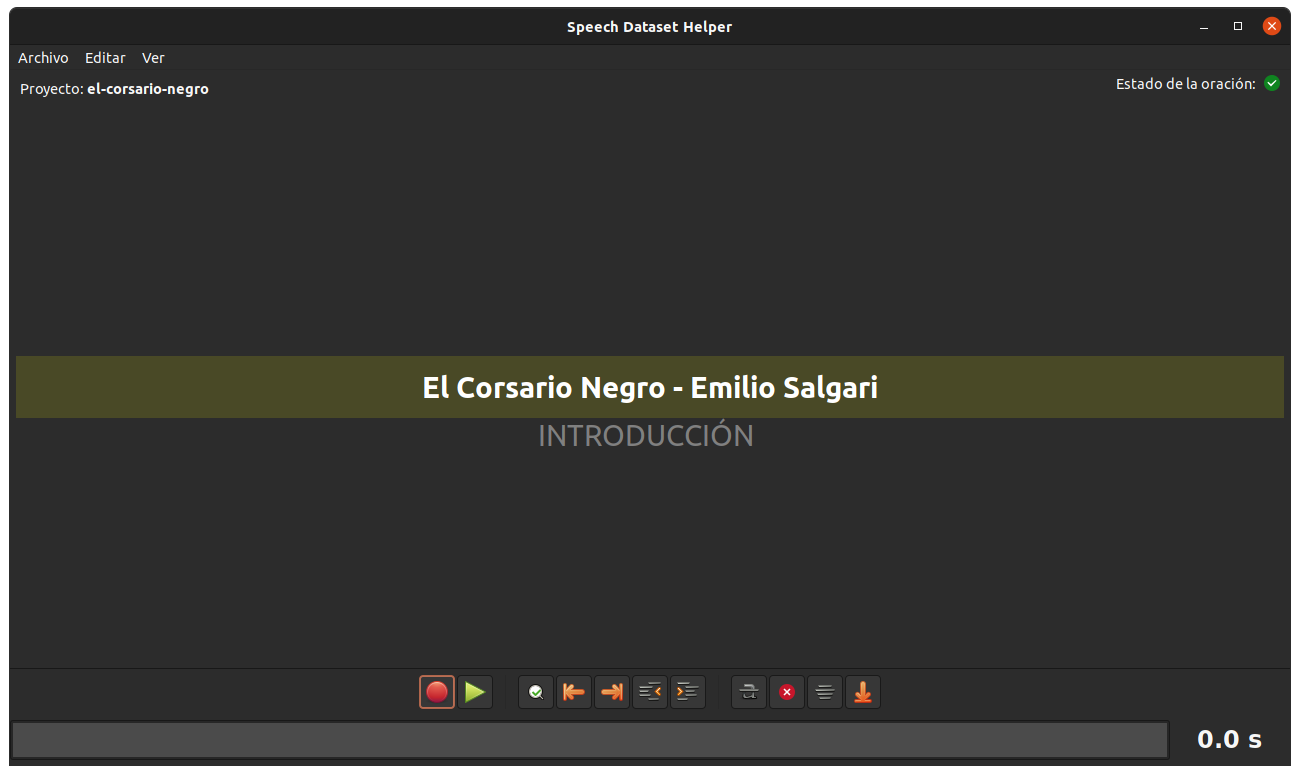 Speech Dataset Helper
Archivo Editar Ver
Proyecto: el-corsario-negro
Estado de la oración:
El Corsario Negro - Emilio Salgari
INTRODUCCIÓN
0.0 s